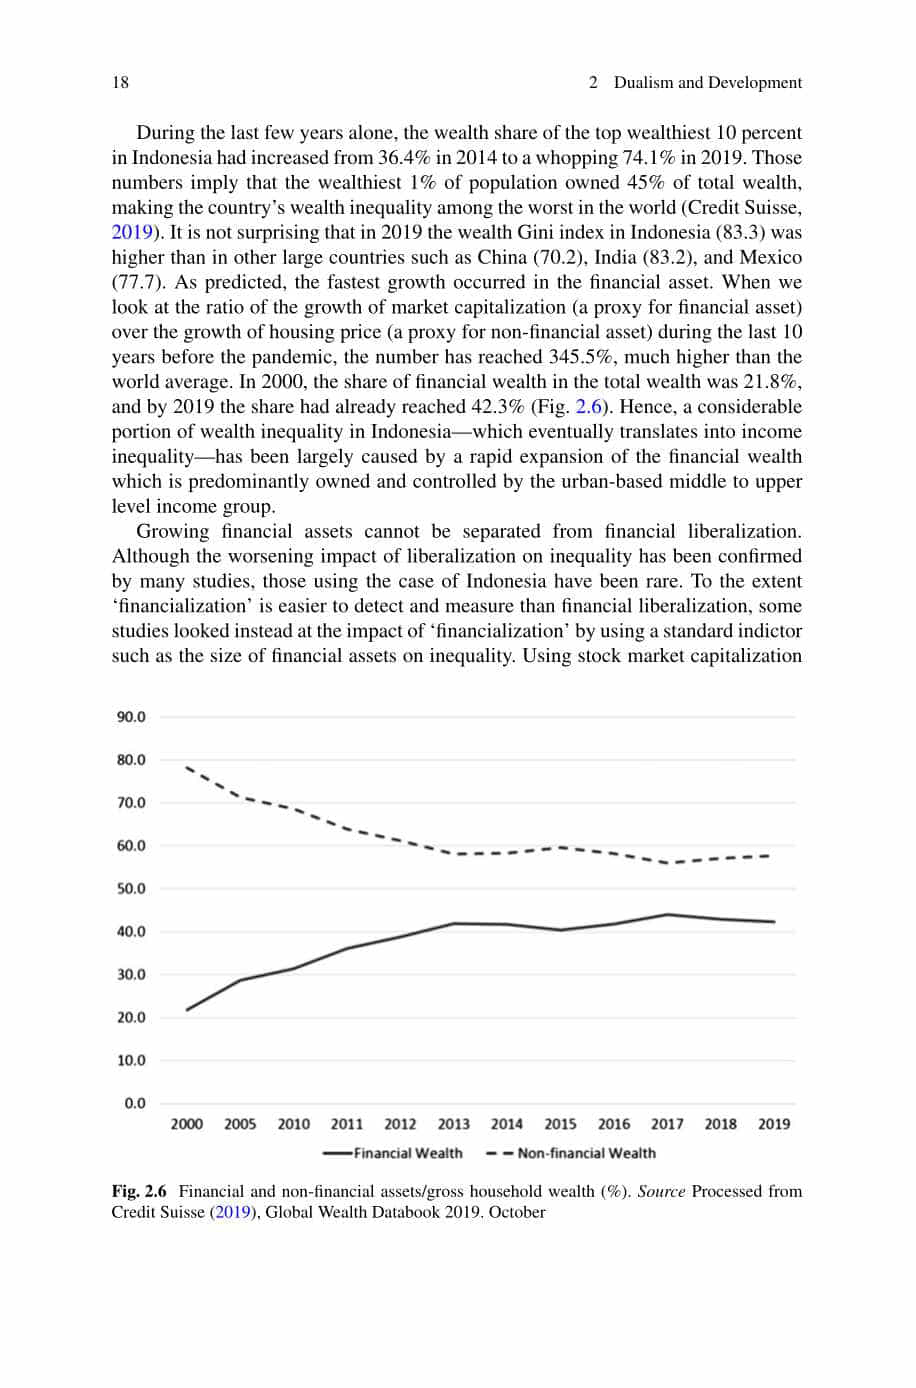 18
2 Dualism and Development
During the last few years alone, the wealth share of the top wealthiest 10 percent
in Indonesia had increased from 36.4% in 2014 to a whopping 74.1% in 2019. Those
numbers imply that the wealthiest 1% of population owned 45% of total wealth,
making the country's wealth inequality among the worst in the world (Credit Suisse,
2019). It is not surprising that in 2019 the wealth Gini index in Indonesia (83.3) was
higher than in other large countries such as China (70.2), India (83.2), and Mexico
(77.7). As predicted, the fastest growth occurred in the financial asset. When we
look at the ratio of the growth of market capitalization (a proxy for financial asset)
over the growth of housing price (a proxy for non-financial asset) during the last 10
years before the pandemic, the number has reached 345.5%, much higher than the
world average. In 2000, the share of financial wealth in the total wealth was 21.8%,
and by 2019 the share had already reached 42.3% (Fig. 2.6). Hence, a considerable
portion of wealth inequality in Indonesia—which eventually translates into income
inequality—has been largely caused by a rapid expansion of the financial wealth
which is predominantly owned and controlled by the urban-based middle to upper
level income group.
Growing financial assets cannot be separated from financial liberalization.
Although the worsening impact of liberalization on inequality has been confirmed
by many studies, those using the case of Indonesia have been rare. To the extent
'financialization' is easier to detect and measure than financial liberalization, some
studies looked instead at the impact of 'financialization' by using a standard indictor
such as the size of financial assets on inequality. Using stock market capitalization
90.0
80.0
70.0
60.0
50.0
40.0
30.0
20.0
10.0
0.0
2000 2005 2010 2011 2012 2013 2014 2015 2016 2017 2018 2019
Financial Wealth Non-financial Wealth
Fig. 2.6 Financial and non-financial assets/gross household wealth (%). Source Processed from
Credit Suisse (2019), Global Wealth Databook 2019. October